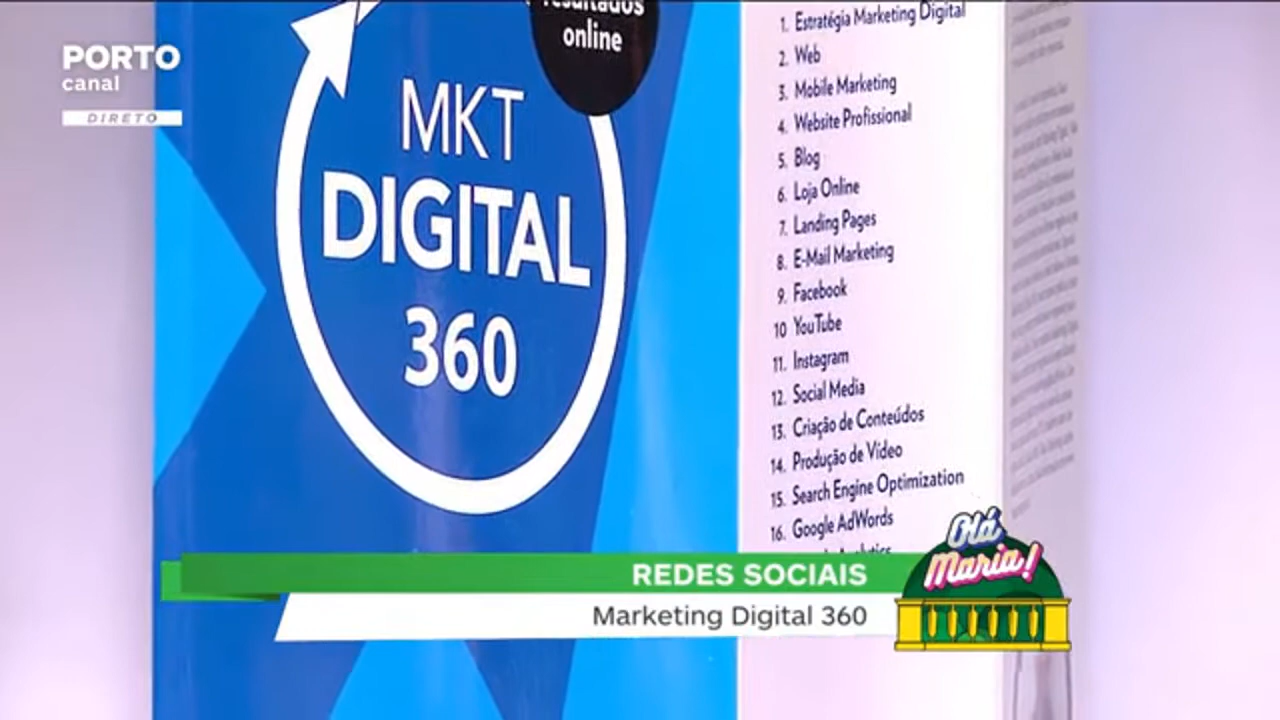 PORTO
canal
DIRETO
resultados
online
MKT
DIGITAL
360
1. Estratégia Marketing Digital
2. Web
3. Mobile Marketing
4. Website Profissional
5. Blog
6. Loja Online
7. Landing Pages
8. E-Mail Marketing
9. Facebook
10 YouTube
11. Instagram
12. Social Media
13. Criação de Conteúdos
14. Produção de Vídeo
15. Search Engine Optimization
16. Google AdWords
Olá
Maria!
REDES SOCIAIS
Marketing Digital 360